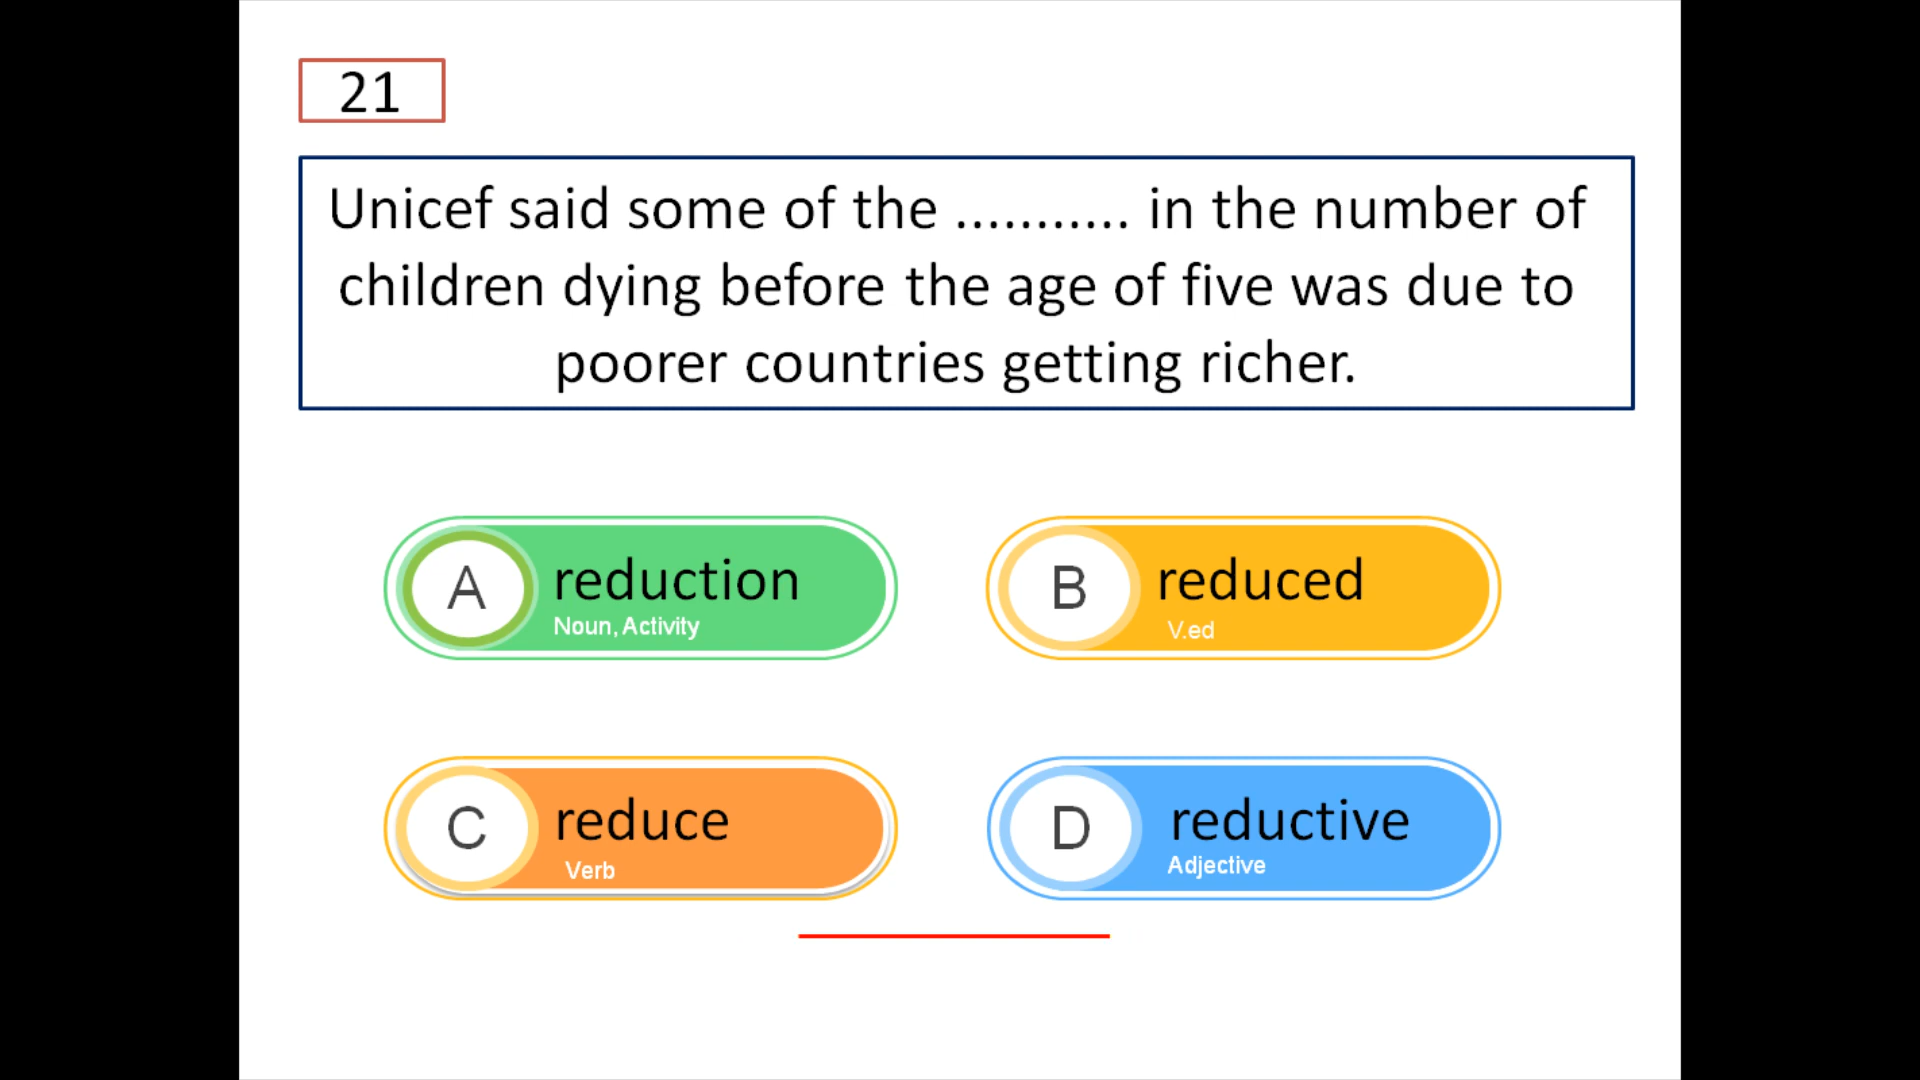 21
Unicef said some of the ........... in the number of
children dying before the age of five was due to
poorer countries getting richer.
A reduction
Noun, Activity
B reduced
V.ed
C reduce
Verb
D reductive
Adjective